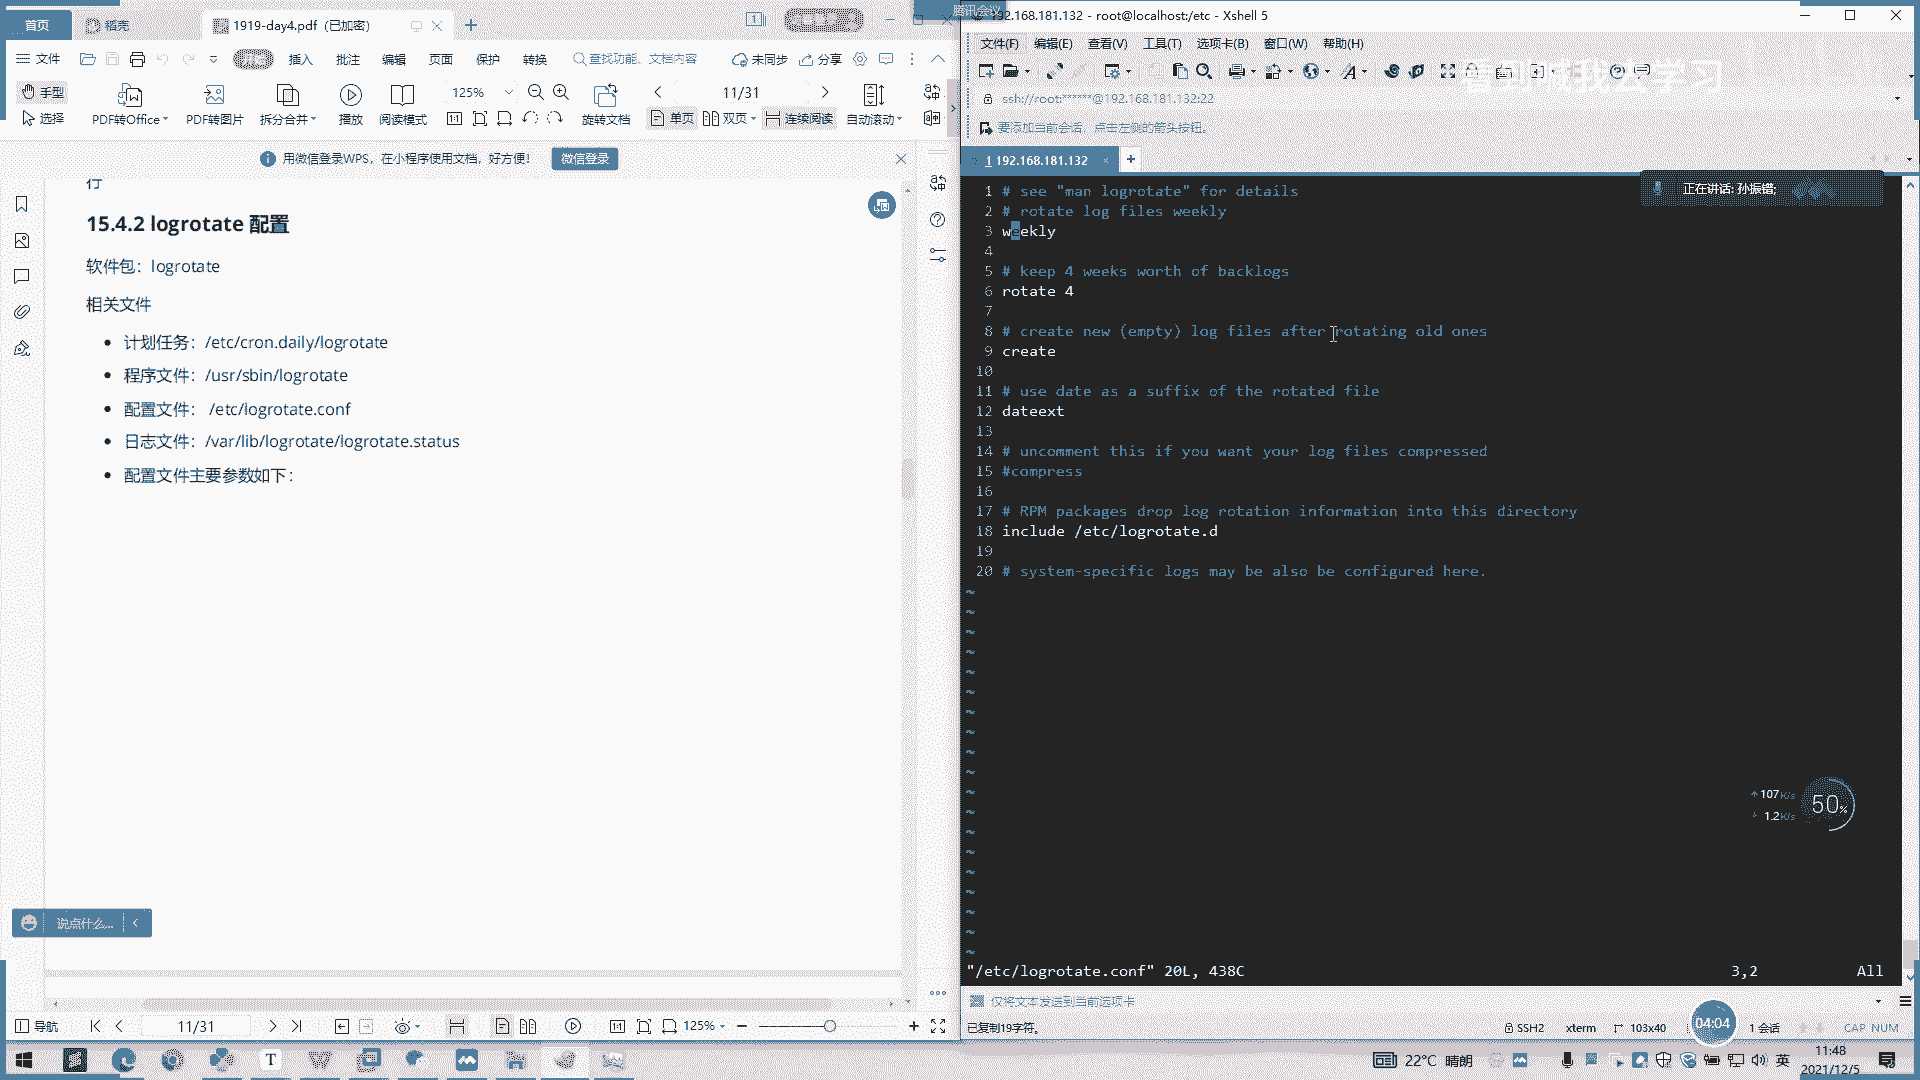 首页
稻壳
1919-day4.pdf (已加密)
腾讯会议
文件
插入
批注
编辑
页面
保护
转换
查找功能、文档内容
未同步
分享
手型
选择
PDF转Office
PDF转图片
拆分合并
播放
阅读模式
125%
旋转文档
11/31
单页
双页
连续阅读
自动滚动
用微信登录WPS，在小程序使用文档，好方便！
微信登录
行
15.4.2 logrotate 配置
软件包：logrotate
相关文件
• 计划任务：/etc/cron.daily/logrotate
• 程序文件：/usr/sbin/logrotate
• 配置文件： /etc/logrotate.conf
• 日志文件：/var/lib/logrotate/logrotate.status
• 配置文件主要参数如下：
说点什么...
导航
11/31
125%
192.168.181.132 - root@localhost:/etc - Xshell 5
文件(F)
编辑(E)
查看(V)
工具(T)
选项卡(B)
窗口(W)
帮助(H)
ssh://root:******@192.168.181.132:22
要添加当前会话，点击左侧的箭头按钮。
1 192.168.181.132
正在讲话: 孙振锴;
1 # see "man logrotate" for details
2 # rotate log files weekly
3 weekly
4
5 # keep 4 weeks worth of backlogs
6 rotate 4
7
8 # create new (empty) log files after rotating old ones
9 create
10
11 # use date as a suffix of the rotated file
12 dateext
13
14 # uncomment this if you want your log files compressed
15 #compress
16
17 # RPM packages drop log rotation information into this directory
18 include /etc/logrotate.d
19
20 # system-specific logs may be also be configured here.
107K/s
1.2K/s
50%
"/etc/logrotate.conf" 20L, 438C
3,2
All
仅将文本发送到当前选项卡
已复制19字符。
SSH2
xterm
103x40
04:04
1 会话
CAP NUM
22°C 晴朗
英
11:48
2021/12/5